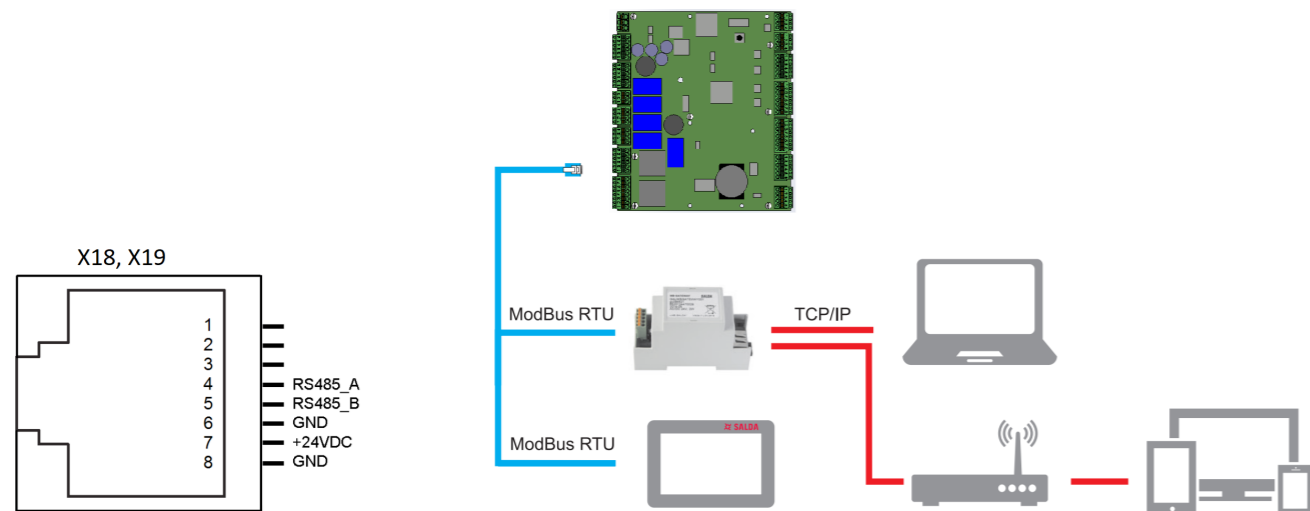 X18, X19
1
2
3
4 RS485_A
5 RS485_B
6 GND
7 +24VDC
8 GND
ModBus RTU
TCP/IP
ModBus RTU
SALDA